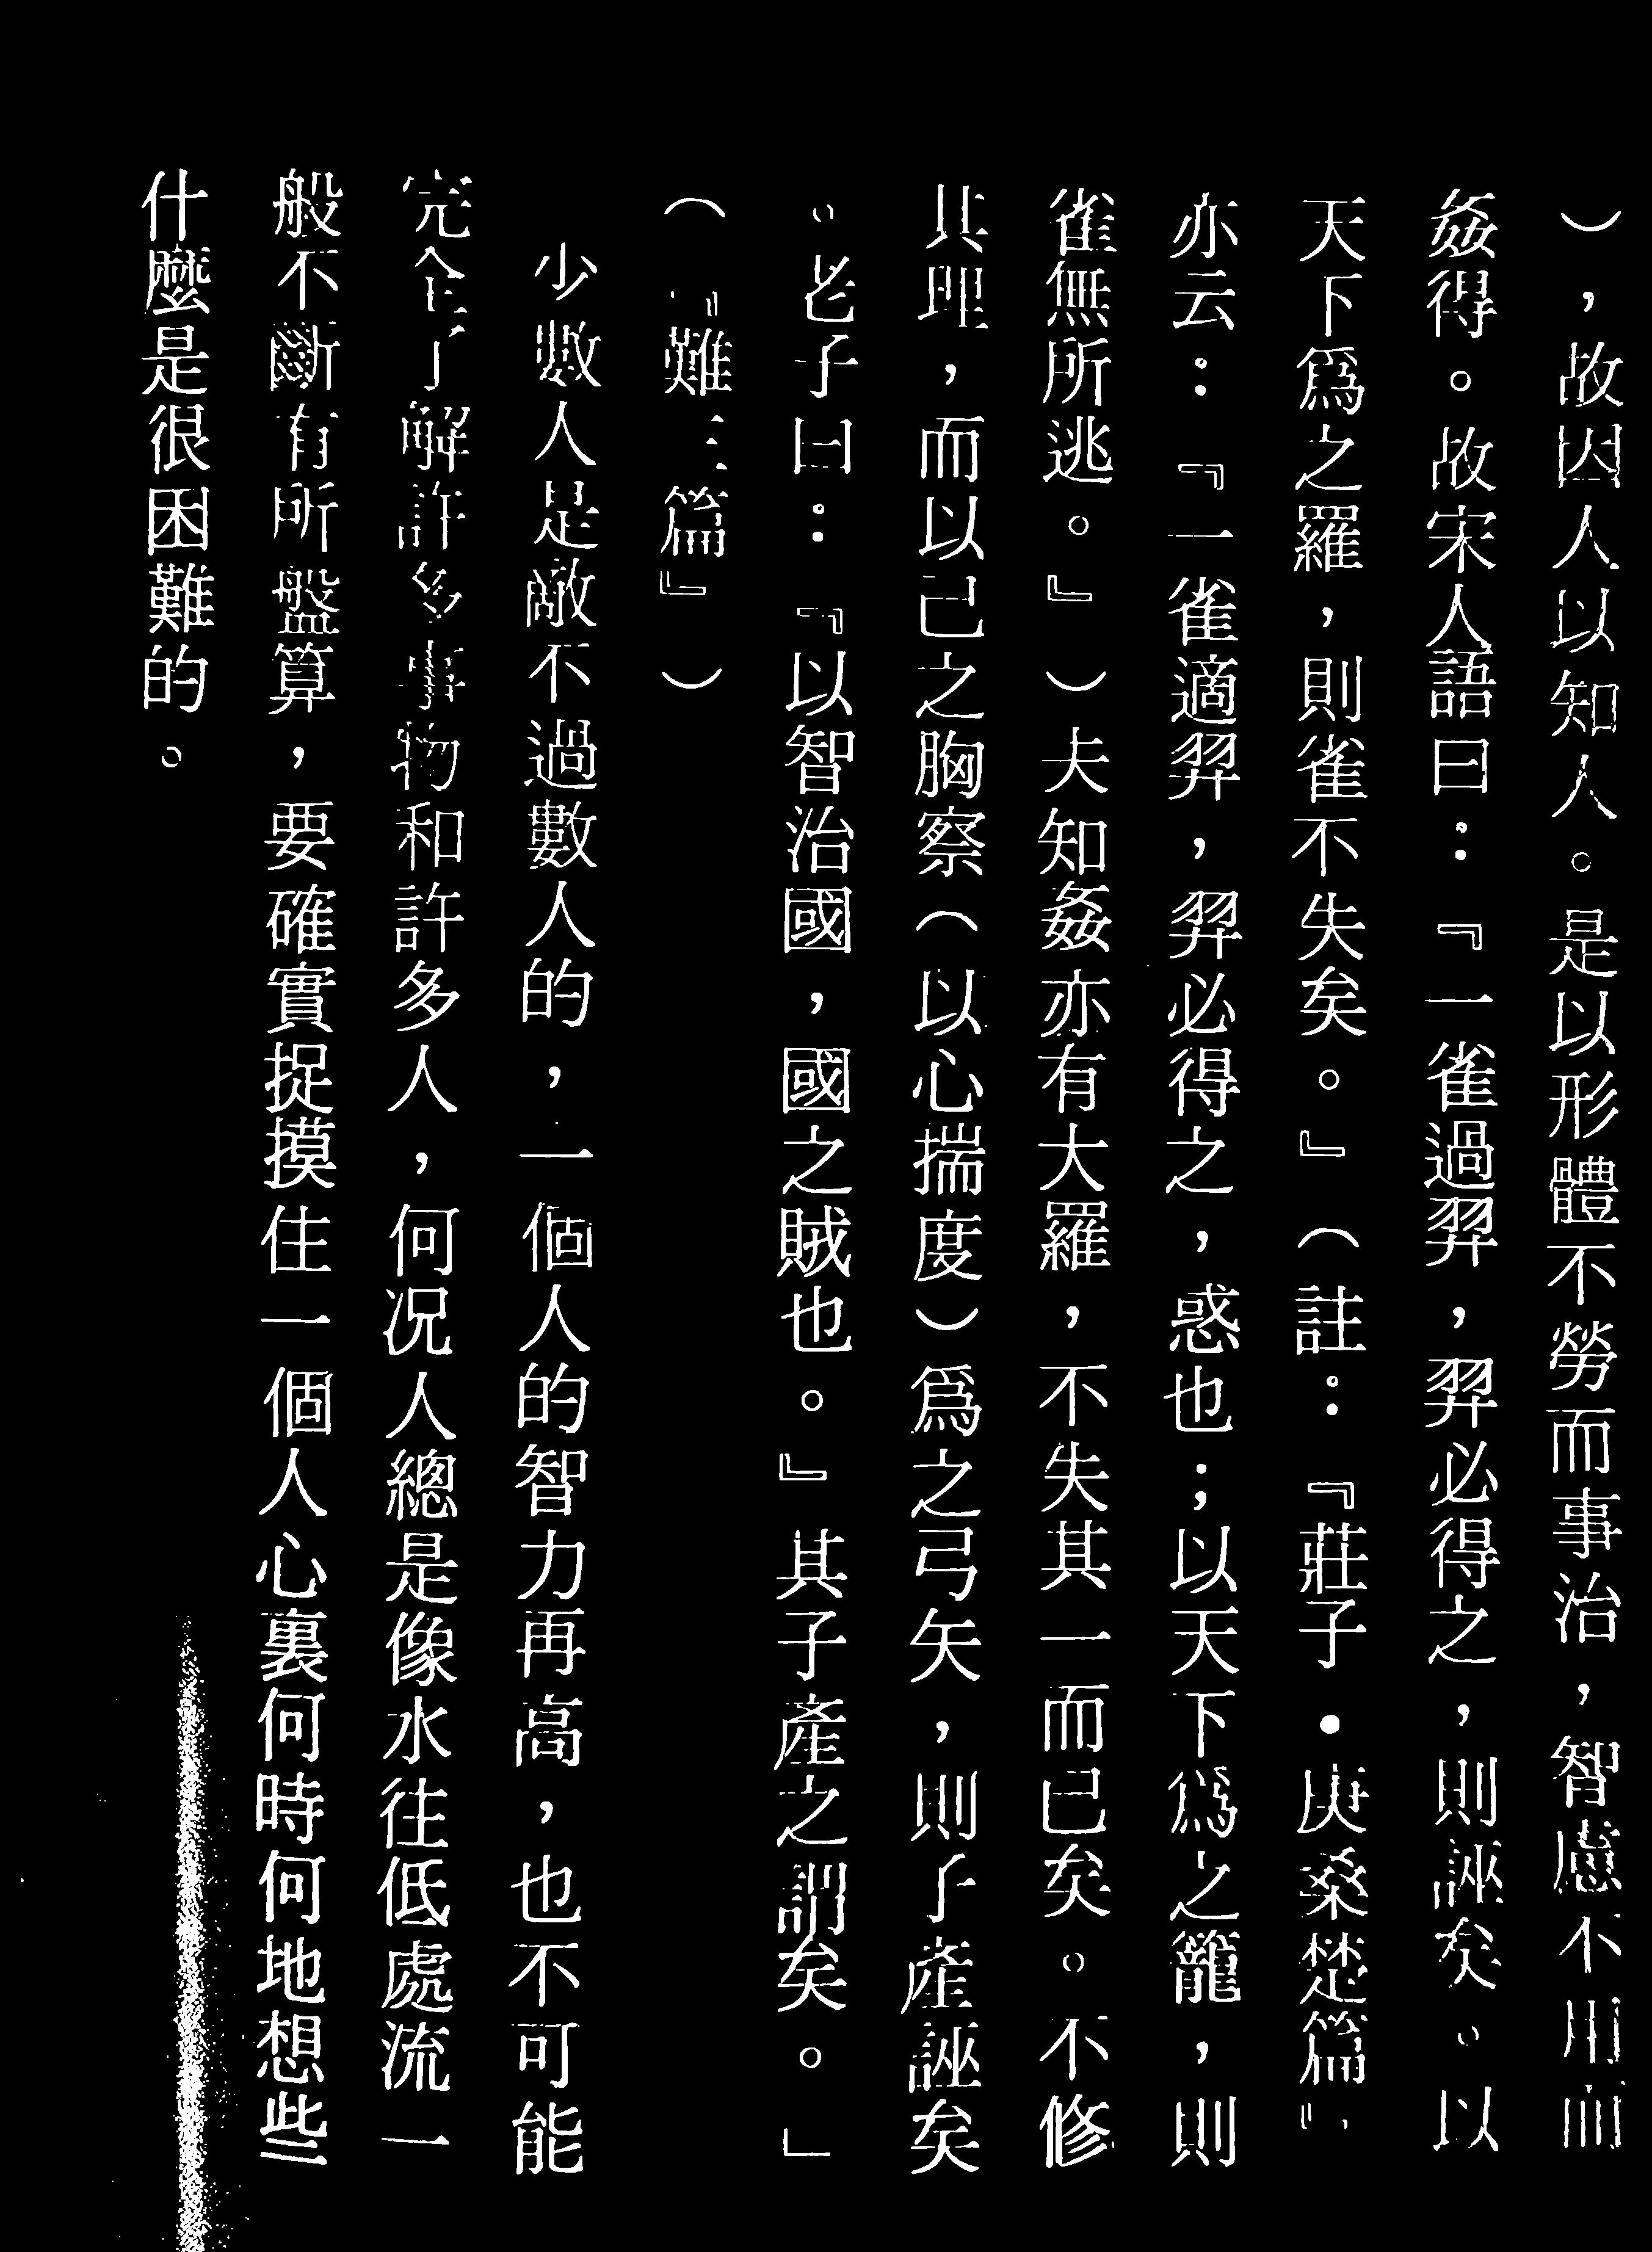 ），故因人以知人。是以形體不勞而事治，智慮不用而
姦得。故宋人語曰：『一雀過羿，羿必得之，則誣矣。以
天下爲之羅，則雀不失矣。』（註：『莊子•庚桑楚篇』，
亦云：『一雀適羿，羿必得之，惑也；以天下爲之籠，則
雀無所逃。』）夫知姦亦有大羅，不失其一而已矣。不修
其理，而以己之胸察（以心揣度）爲之弓矢，則子產誣矣
。老子曰：『以智治國，國之賊也。』其子產之謂矣。」
（『難三篇』）
少數人是敵不過數人的，一個人的智力再高，也不可能
完全了解許多事物和許多人，何況人總是像水往低處流一
般不斷有所盤算，要確實捉摸住一個人心裏何時何地想些
什麼是很困難的。